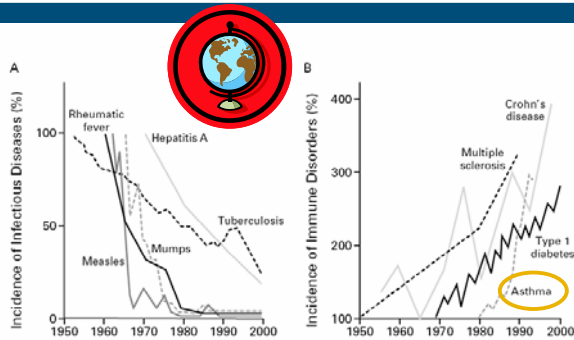 A
Incidence of Infectious Diseases (%)
100
50
0
Rheumatic
fever
Hepatitis A
Tuberculosis
Mumps
Measles
1950 1960 1970 1980 1990 2000
B
Incidence of Immune Disorders (%)
400
300
200
100
Crohn's
disease
Multiple
sclerosis
Type 1
diabetes
Asthma
1950 1960 1970 1980 1990 2000